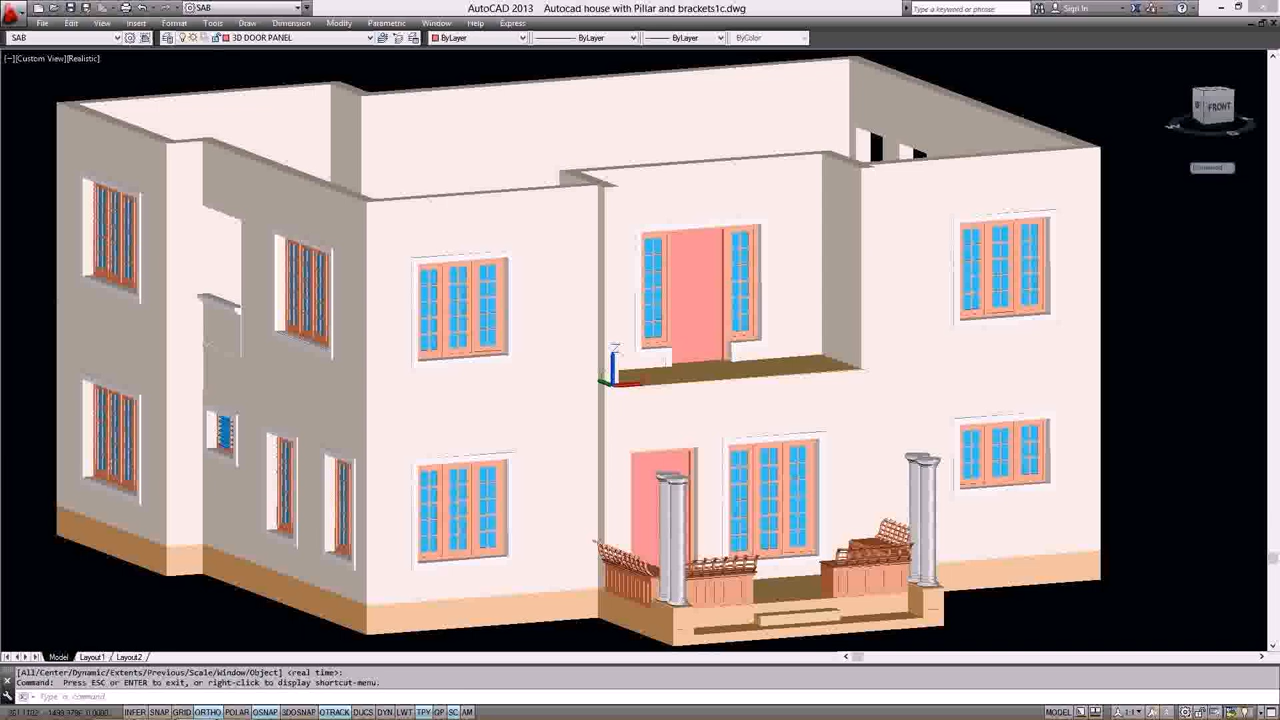 SAB
AutoCAD 2013 Autocad house with Pillar and brackets1c.dwg
Type a keyword or phrase
Sign In
File Edit View Insert Format Tools Draw Dimension Modify Parametric Window Help Express
SAB
3D DOOR PANEL
ByLayer
ByLayer
ByLayer
ByColor
[−][Custom View][Realistic]
FRONT
Z
Model Layout1 Layout2
[All/Center/Dynamic/Extents/Previous/Scale/Window/Object] <real time>:
Command: Press ESC or ENTER to exit, or right-click to display shortcut-menu.
Type a command
INFER SNAP GRID ORTHO POLAR OSNAP 3DOSNAP OTRACK DUCS DYN LWT TPY QP SC AM
MODEL
1:1